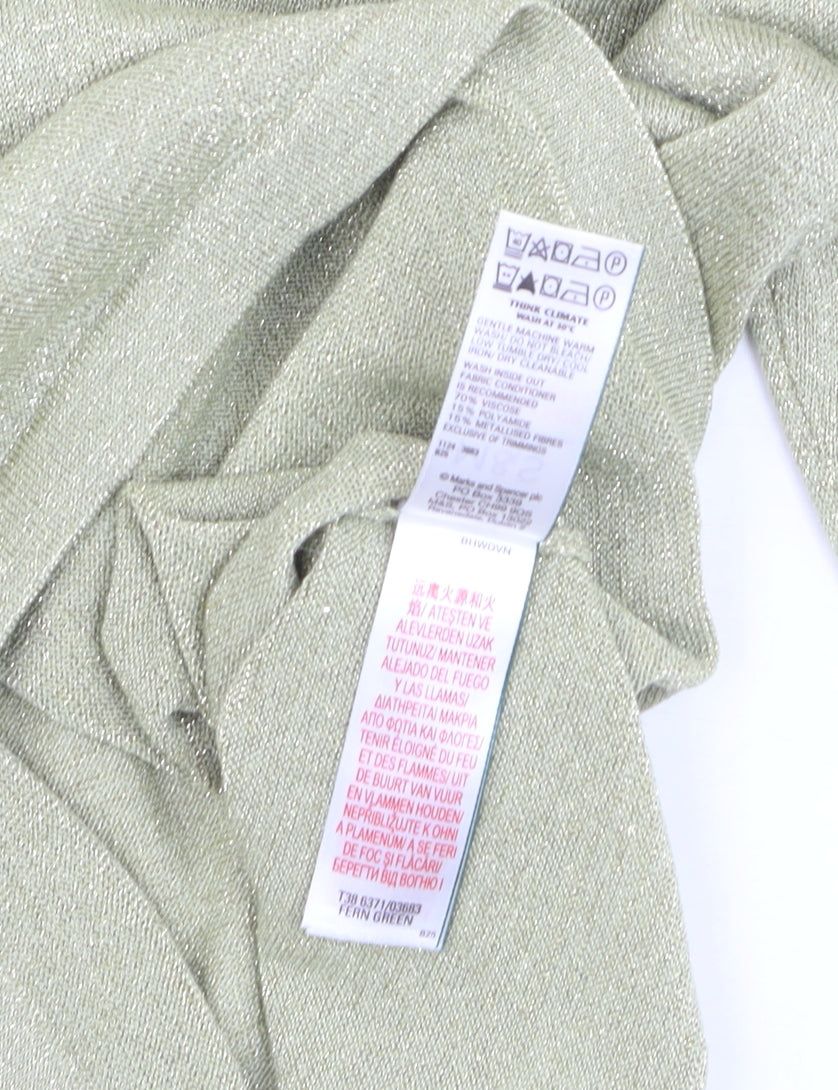 P
P
THINK CLIMATE
WASH AT 30°C
GENTLE MACHINE WARM
WASH/ DO NOT BLEACH/
LOW TUMBLE DRY/ COOL
IRON/ DRY CLEANABLE
WASH INSIDE OUT
FABRIC CONDITIONER
IS RECOMMENDED
70% VISCOSE
15% POLYAMIDE
15% METALLISED FIBRES
EXCLUSIVE OF TRIMMINGS
1124 3683
B25
© Marks and Spencer plc
PO Box 3339
Chester CH99 9QS
M&S, PO Box
BHWDVN
远离火源和火
焰/ ATEŞTEN VE
ALEVLERDEN UZAK
TUTUNUZ/ MANTENER
ALEJADO DEL FUEGO
Y LAS LLAMAS/
ΔΙΑΤΗΡΕΙΤΑΙ ΜΑΚΡΙΑ
ΑΠΟ ΦΩΤΙΑ ΚΑΙ ΦΛΟΓΕΣ/
TENIR ÉLOIGNÉ DU FEU
ET DES FLAMMES/ UIT
DE BUURT VAN VUUR
EN VLAMMEN HOUDEN/
NEPŘIBLIŽUJTE K OHNI
A PLAMENŮM/ A SE FERI
DE FOC ŞI FLĂCĂRI/
БЕРЕГТИ ВІД ВОГНЮ І
T38 6371/03683
FERN GREEN
B25